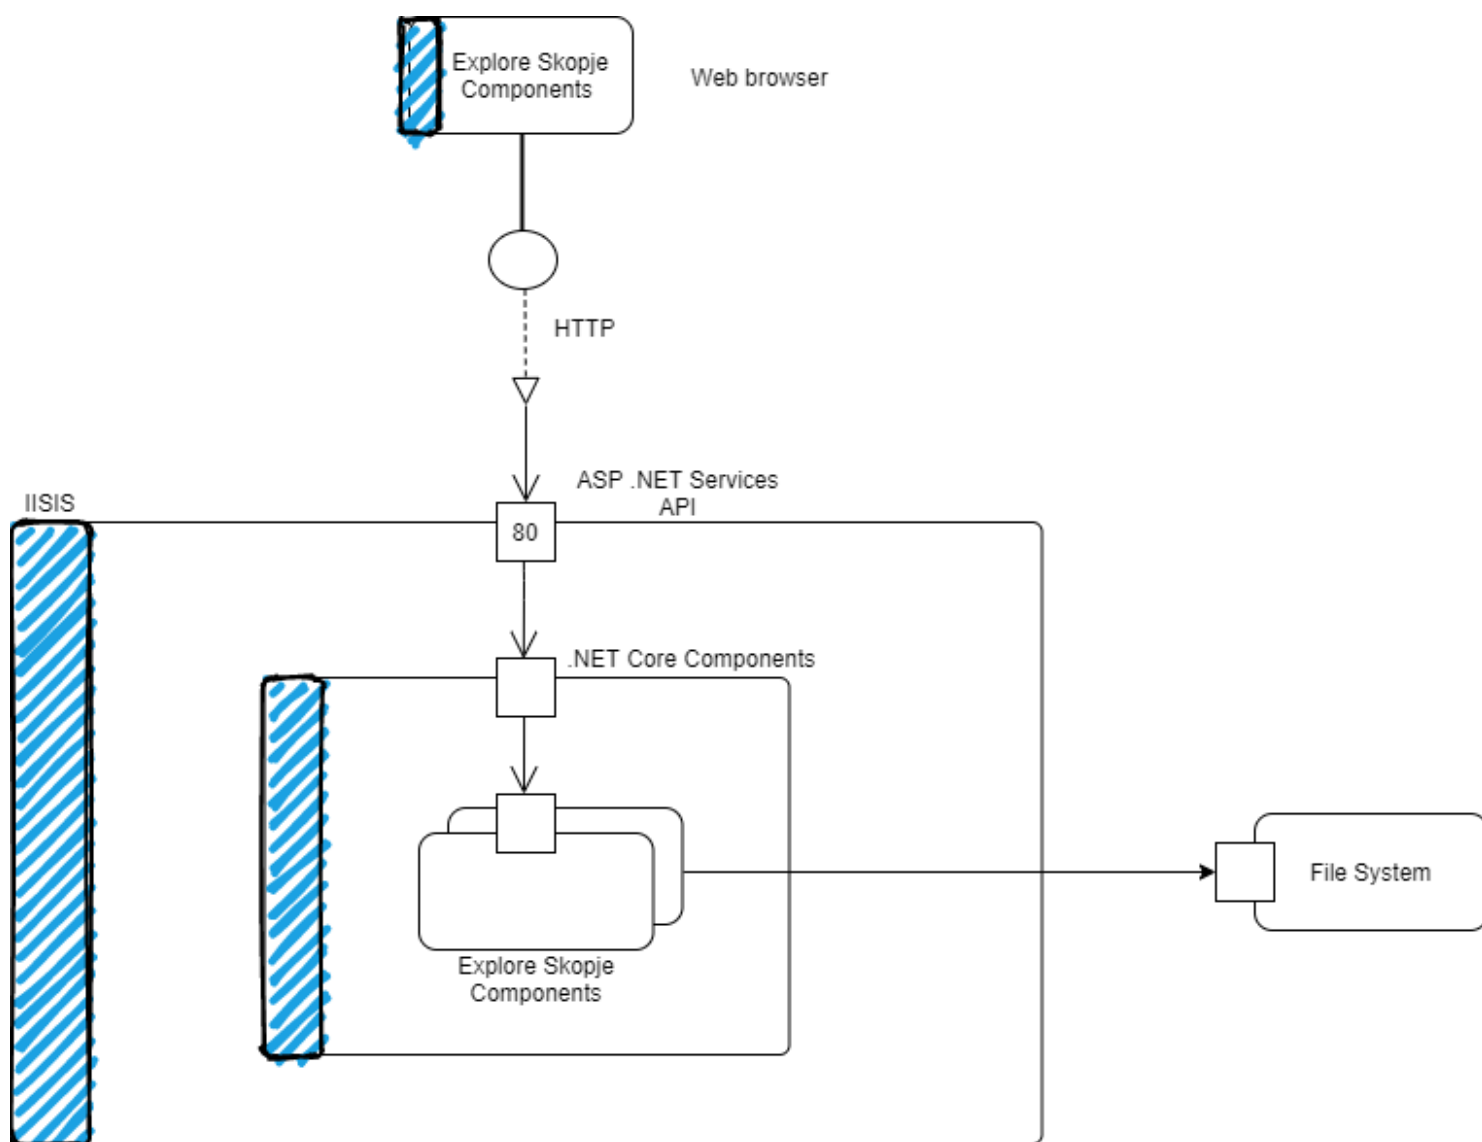 Explore Skopje
Components
Web browser
HTTP
ASP .NET Services
API
IISIS
80
.NET Core Components
File System
Explore Skopje
Components